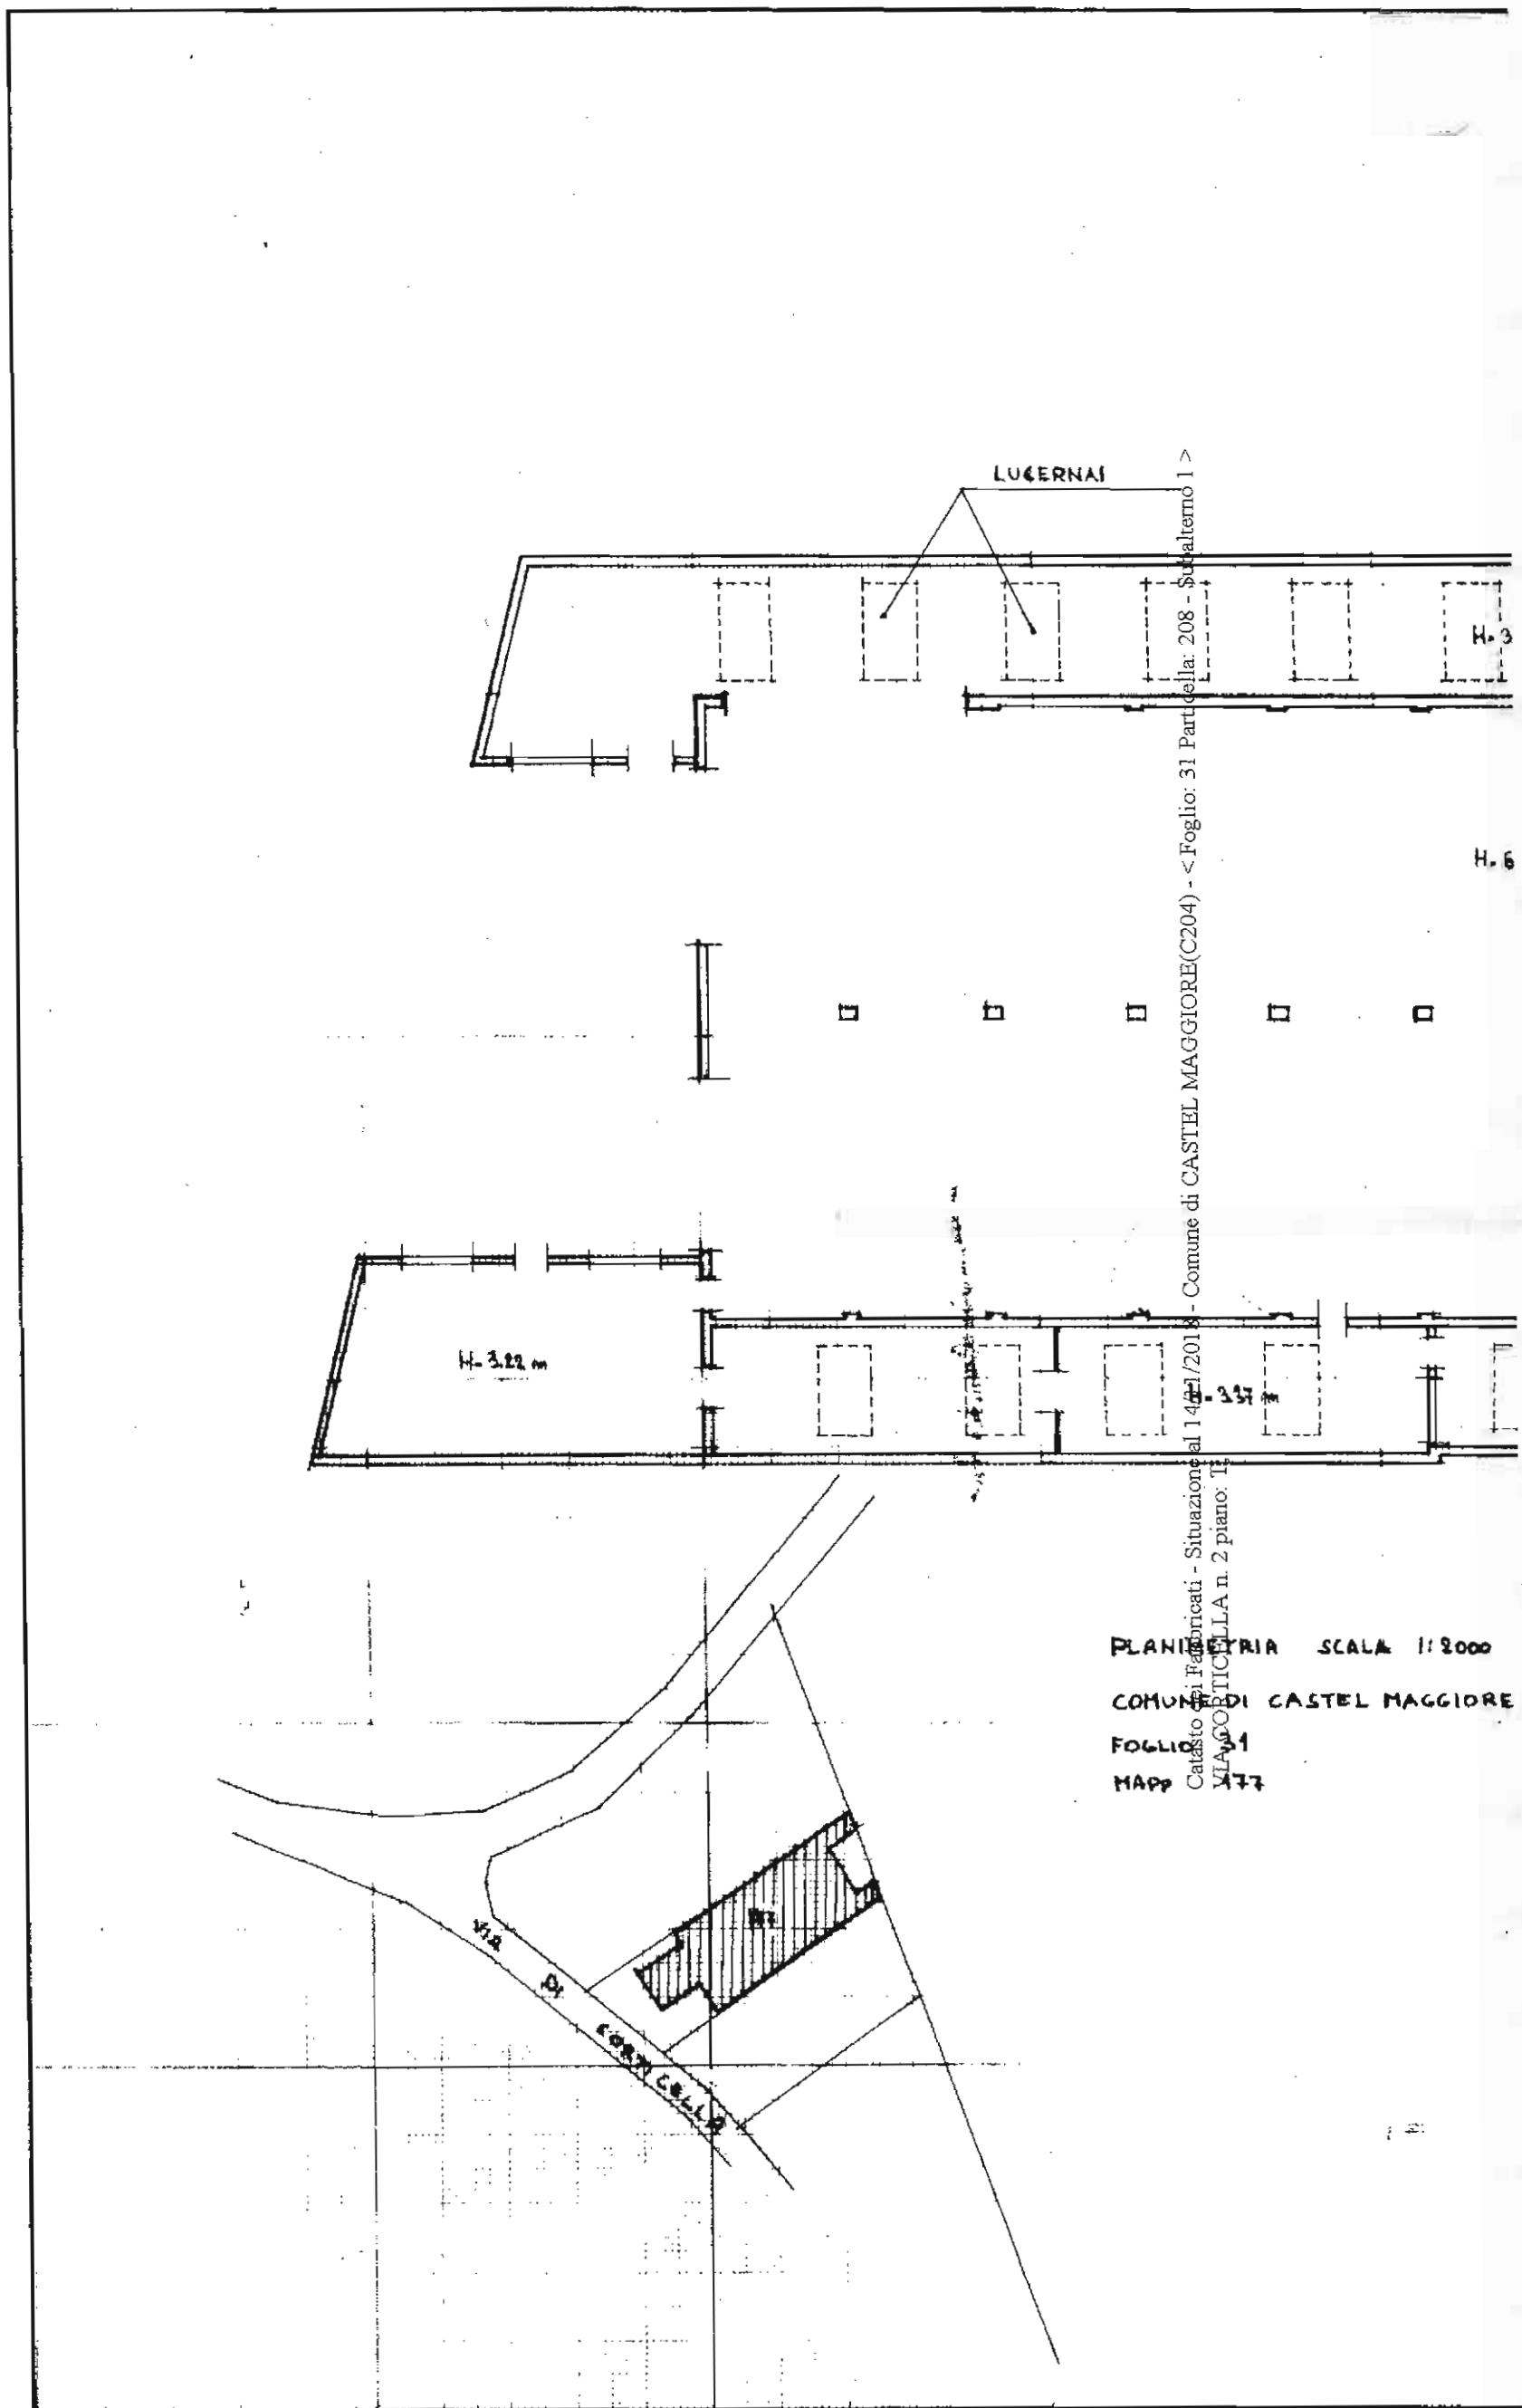 LUCERNAI
H=3
H=6
H=3.22 m
H=3.37 m
Catasto dei Fabbricati - Situazione al 14/11/2018 - Comune di CASTEL MAGGIORE(C204) - < Foglio: 31 Particella: 208 - Subalterno 1 >
VIA CORTICELLA n. 2 piano: T;
PLANIMETRIA SCALA 1:2000
COMUNE DI CASTEL MAGGIORE
FOGLIO 31
MAPP 177
VIA DI CORTICELLA